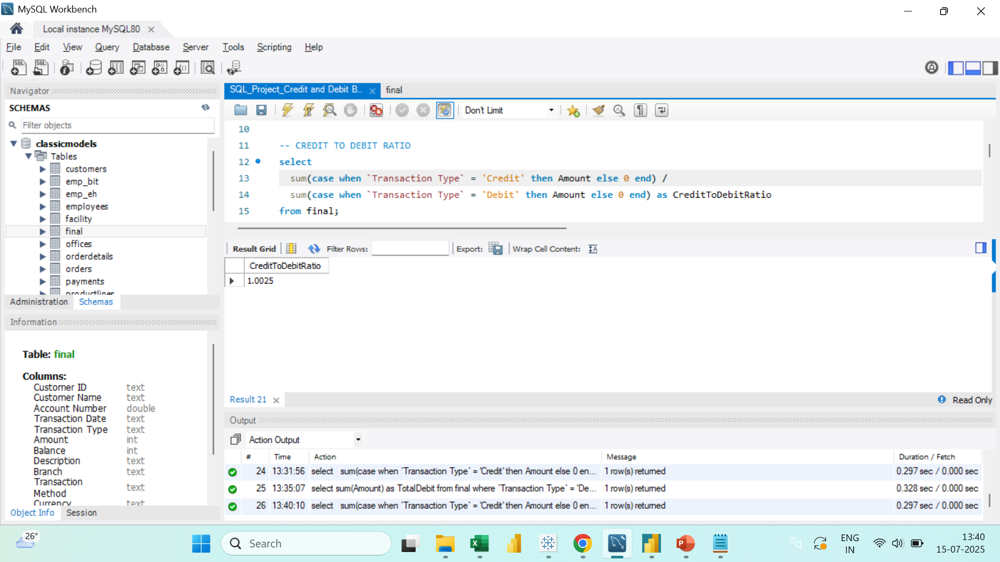 MySQL Workbench
Local instance MySQL80
File Edit View Query Database Server Tools Scripting Help
Navigator
SCHEMAS
Filter objects
classicmodels
Tables
customers
emp_bit
emp_eh
employees
facility
final
offices
orderdetails
orders
payments
productlines
Administration Schemas
Information
Table: final
Columns:
Customer ID text
Customer Name text
Account Number double
Transaction Date text
Transaction Type text
Amount int
Balance int
Description text
Branch text
Transaction
Method text
Currency text
Object Info Session
SQL_Project_Credit and Debit B... final
Don't Limit
10
11 -- CREDIT TO DEBIT RATIO
12 select
13 sum(case when `Transaction Type` = 'Credit' then Amount else 0 end) /
14 sum(case when `Transaction Type` = 'Debit' then Amount else 0 end) as CreditToDebitRatio
15 from final;
Result Grid Filter Rows: Export: Wrap Cell Content:
CreditToDebitRatio
1.0025
Result 21 Read Only
Output
Action Output
# Time Action Message Duration / Fetch
24 13:31:56 select sum(case when `Transaction Type` = 'Credit' then Amount else 0 en... 1 row(s) returned 0.297 sec / 0.000 sec
25 13:35:07 select sum(Amount) as TotalDebit from final where `Transaction Type` = 'De... 1 row(s) returned 0.328 sec / 0.000 sec
26 13:40:10 select sum(case when `Transaction Type` = 'Credit' then Amount else 0 en... 1 row(s) returned 0.297 sec / 0.000 sec
26°
Search
ENG
IN
13:40
15-07-2025